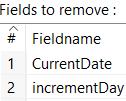 Fields to remove :
# Fieldname
1 CurrentDate
2 incrementDay